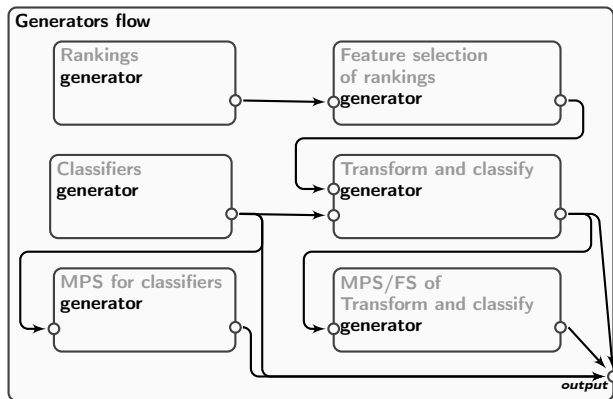 Generators flow
Rankings
generator
Feature selection
of rankings
generator
Classifiers
generator
Transform and classify
generator
MPS for classifiers
generator
MPS/FS of
Transform and classify
generator
output